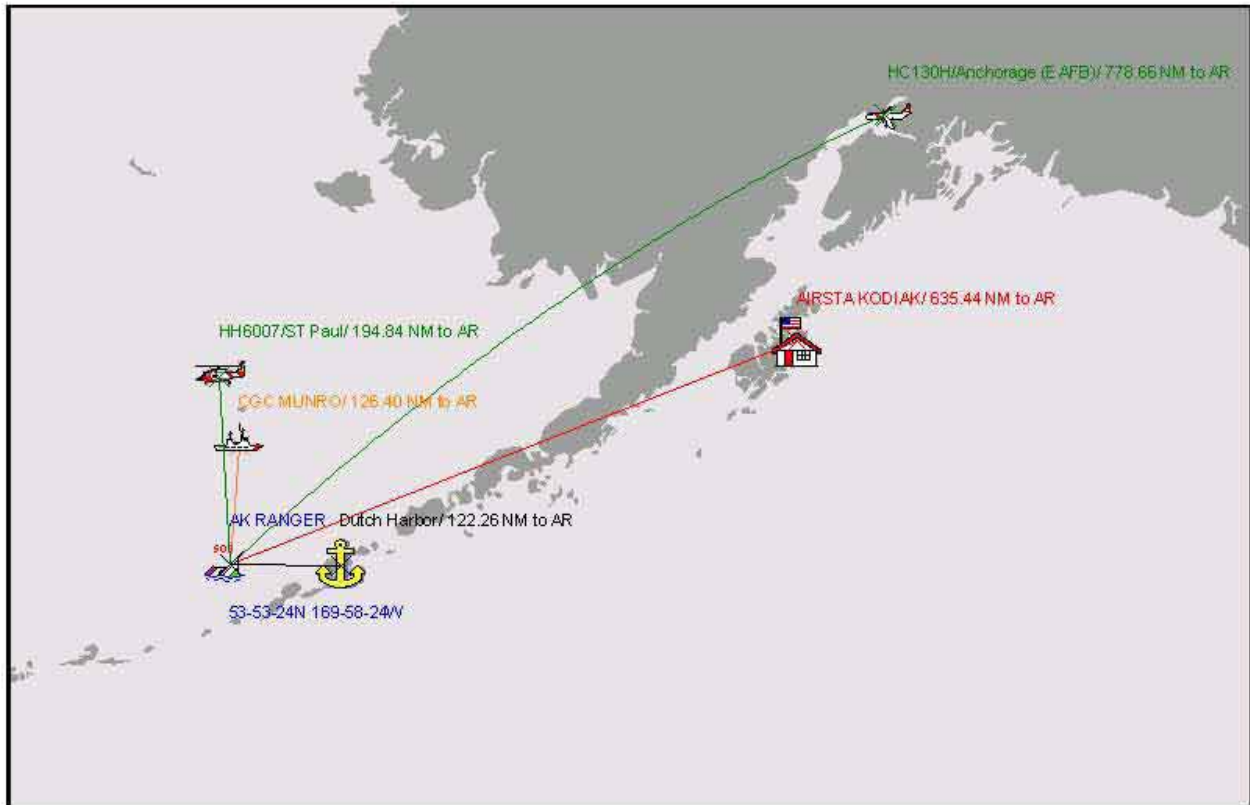 HC130H/Anchorage (E AFB)/ 778.66 NM to AR
AIRSTA KODIAK/ 635.44 NM to AR
HH6007/ST Paul/ 194.84 NM to AR
CGC MUNRO/ 126.40 NM to AR
AK RANGER
Dutch Harbor/ 122.26 NM to AR
SOS
53-53-24N 169-58-24W